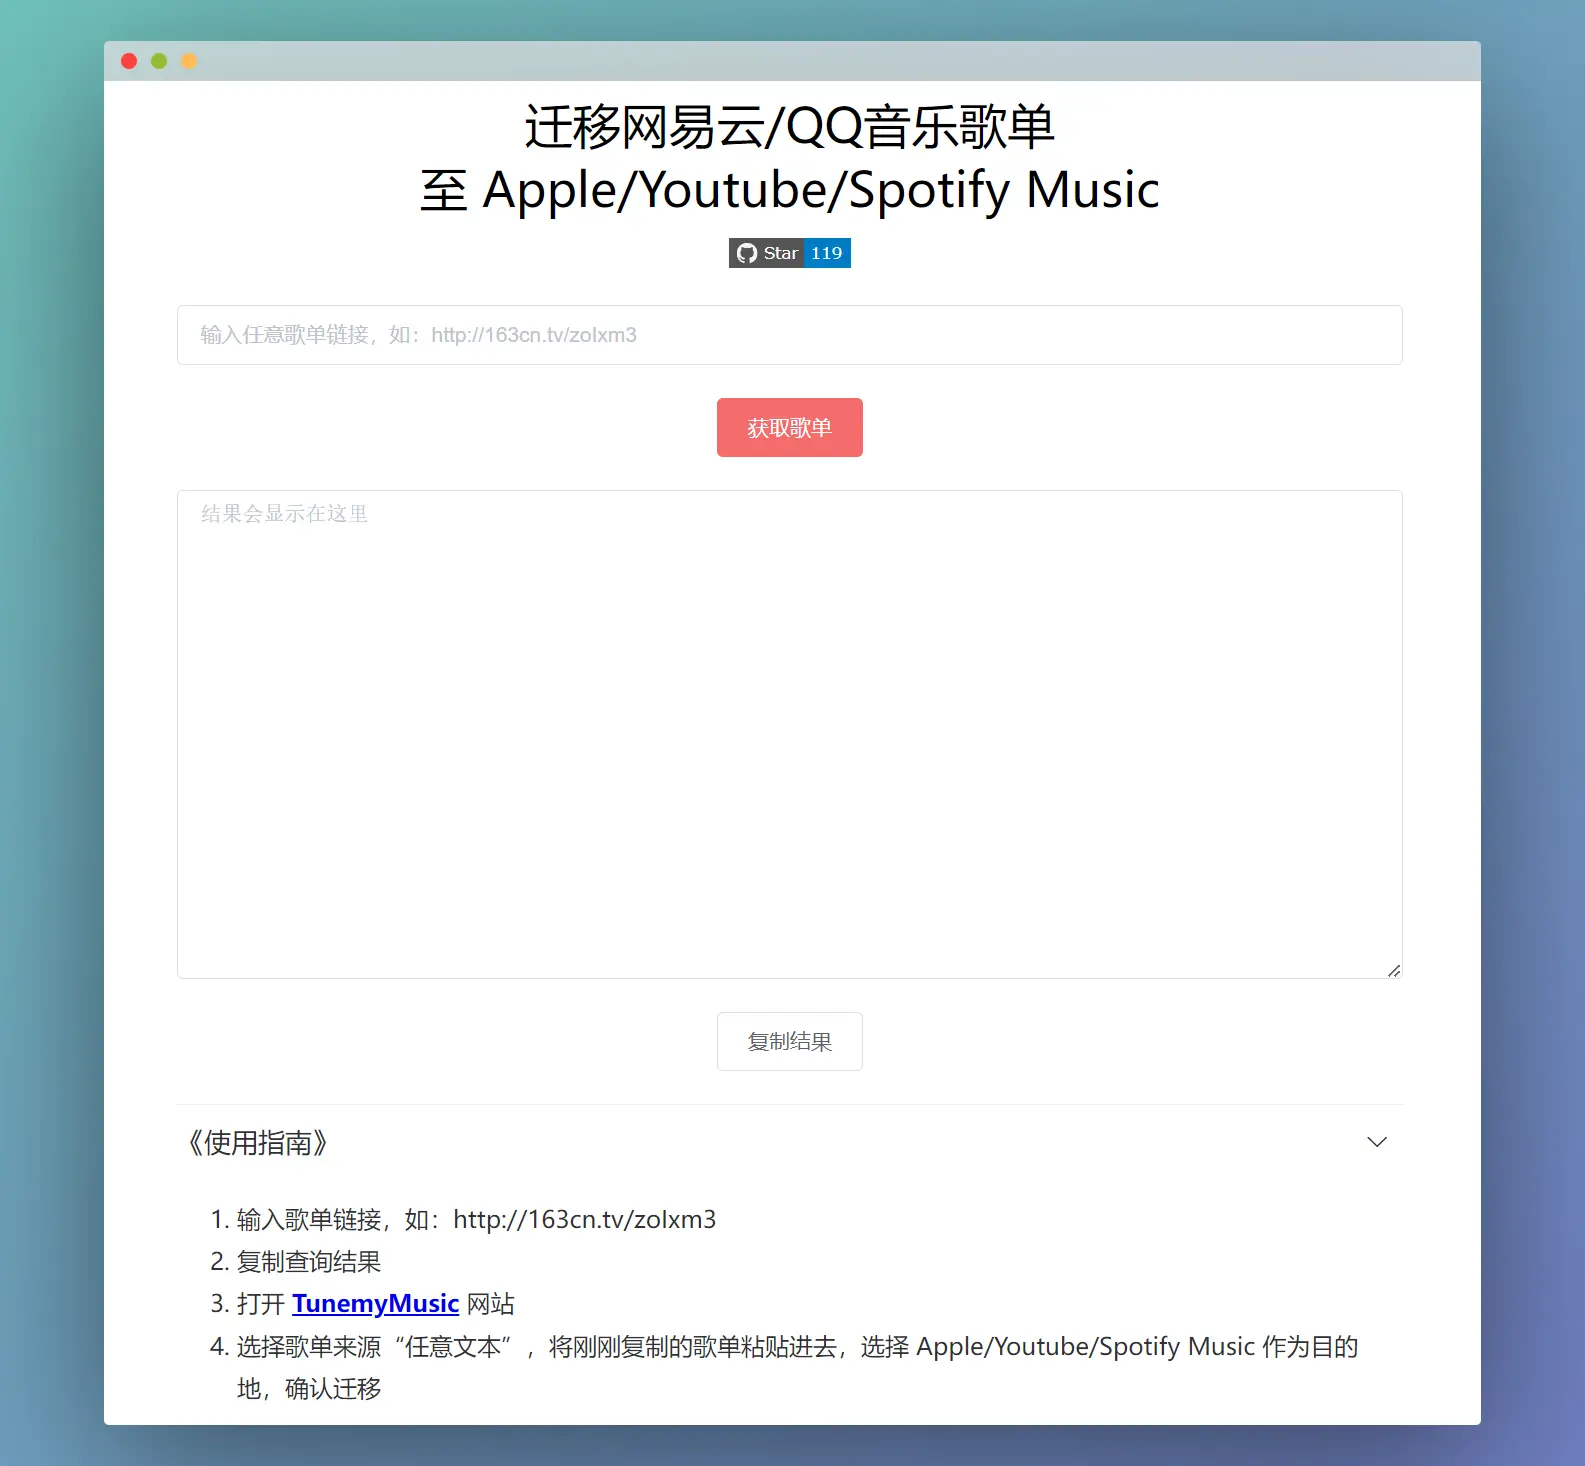 迁移网易云/QQ音乐歌单
至 Apple/Youtube/Spotify Music
Star 119
输入任意歌单链接，如：http://163cn.tv/zoIxm3
获取歌单
结果会显示在这里
复制结果
《使用指南》
1. 输入歌单链接，如：http://163cn.tv/zoIxm3
2. 复制查询结果
3. 打开 TunemyMusic 网站
4. 选择歌单来源“任意文本”，将刚刚复制的歌单粘贴进去，选择 Apple/Youtube/Spotify Music 作为目的
地，确认迁移